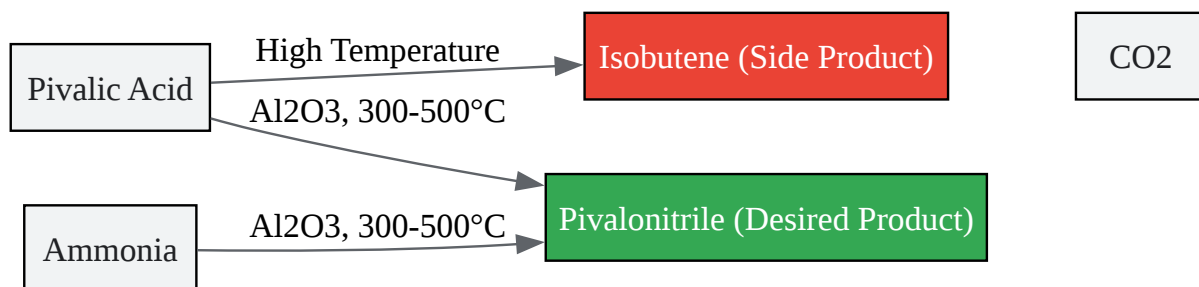 High Temperature
Isobutene (Side Product)
CO2
Pivalic Acid
Al2O3, 300-500°C
Al2O3, 300-500°C
Pivalonitrile (Desired Product)
Ammonia